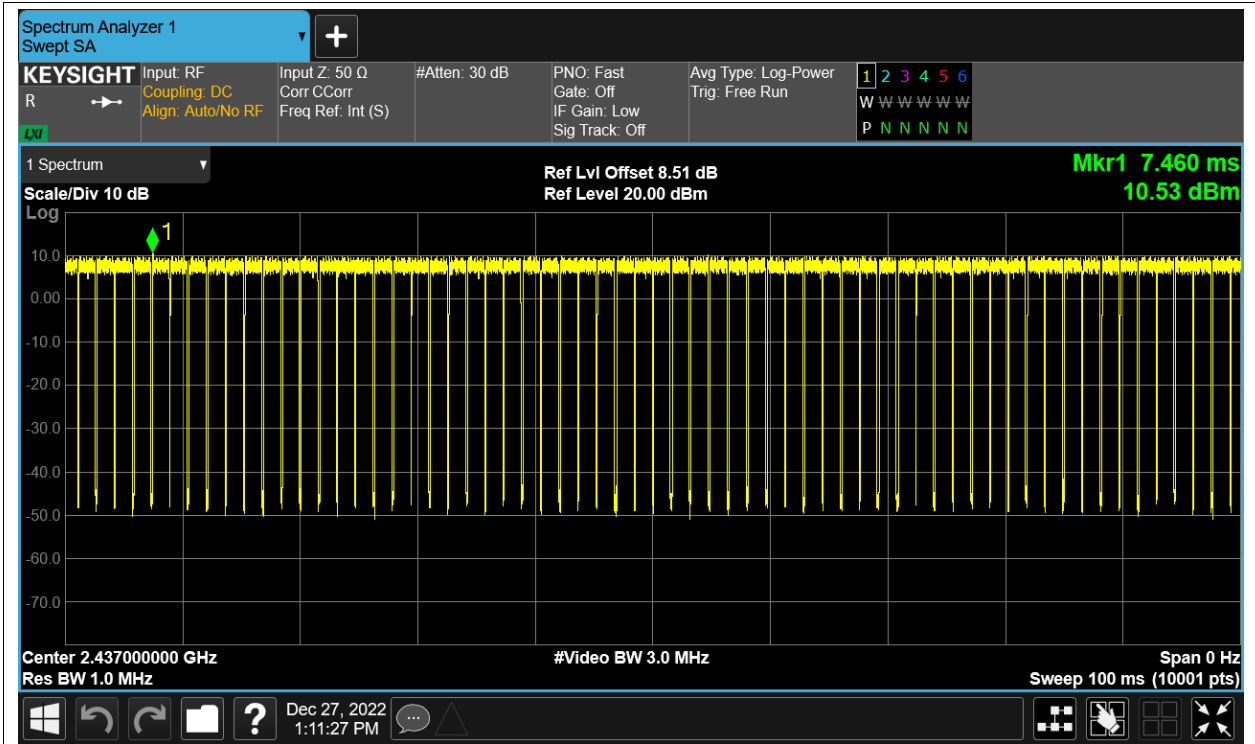 Spectrum Analyzer 1
Swept SA
KEYSIGHT
R
LXI
Input: RF
Coupling: DC
Align: Auto/No RF
Input Z: 50 Ω
Corr CCorr
Freq Ref: Int (S)
#Atten: 30 dB
PNO: Fast
Gate: Off
IF Gain: Low
Sig Track: Off
Avg Type: Log-Power
Trig: Free Run
1 2 3 4 5 6
W W W W W W
P N N N N N
1 Spectrum
Scale/Div 10 dB
Log
Ref Lvl Offset 8.51 dB
Ref Level 20.00 dBm
Mkr1 7.460 ms
10.53 dBm
1
10.0
0.00
-10.0
-20.0
-30.0
-40.0
-50.0
-60.0
-70.0
Center 2.437000000 GHz
Res BW 1.0 MHz
#Video BW 3.0 MHz
Span 0 Hz
Sweep 100 ms (10001 pts)
?
Dec 27, 2022
1:11:27 PM